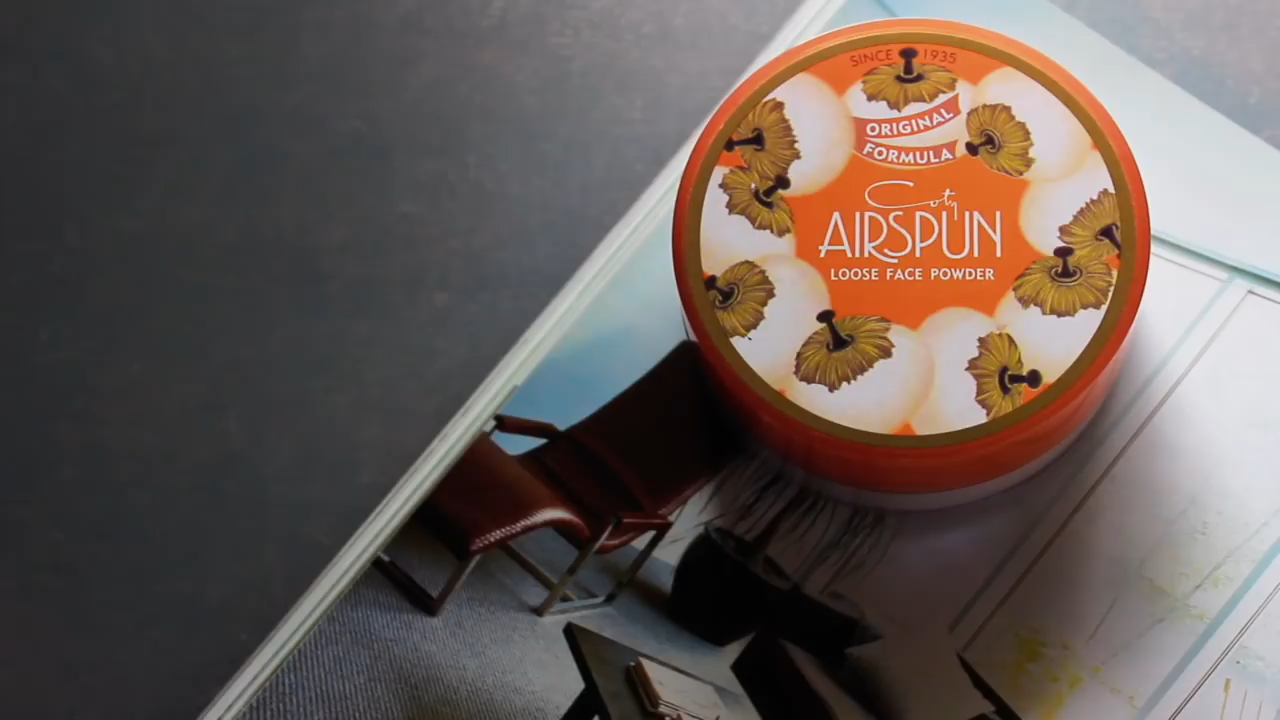 SINCE 1935
ORIGINAL
FORMULA
Coty
AIRSPUN
LOOSE FACE POWDER